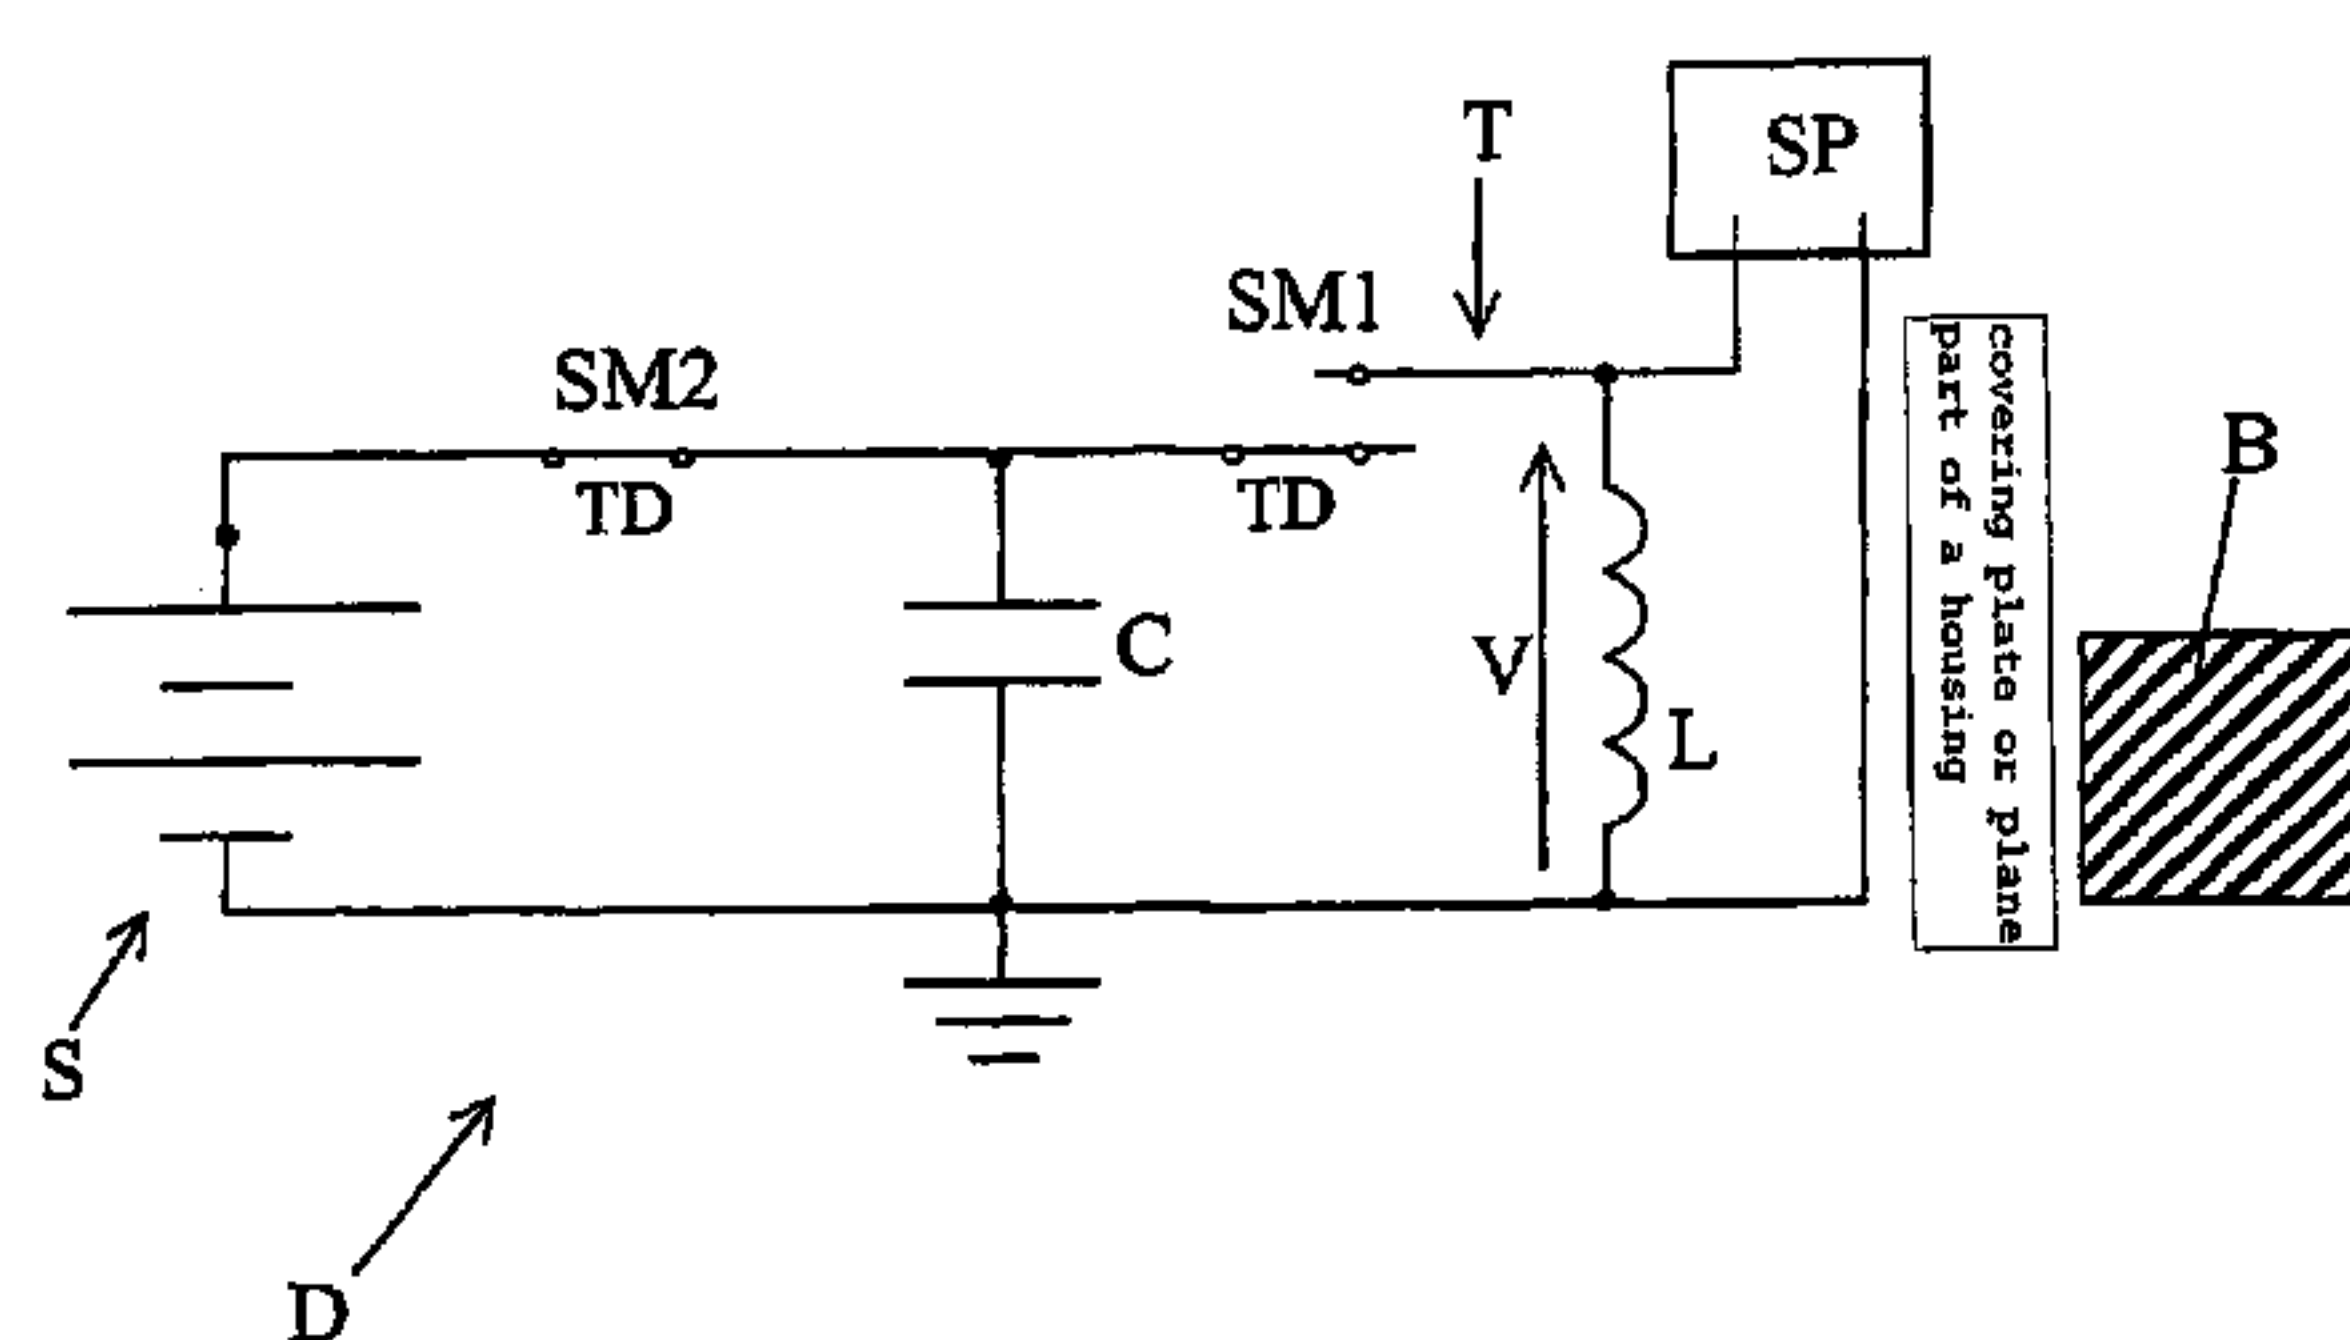 SP
T
SM1
SM2
TD
TD
B
C
V
L
S
D
covering plate or plane
part of a housing